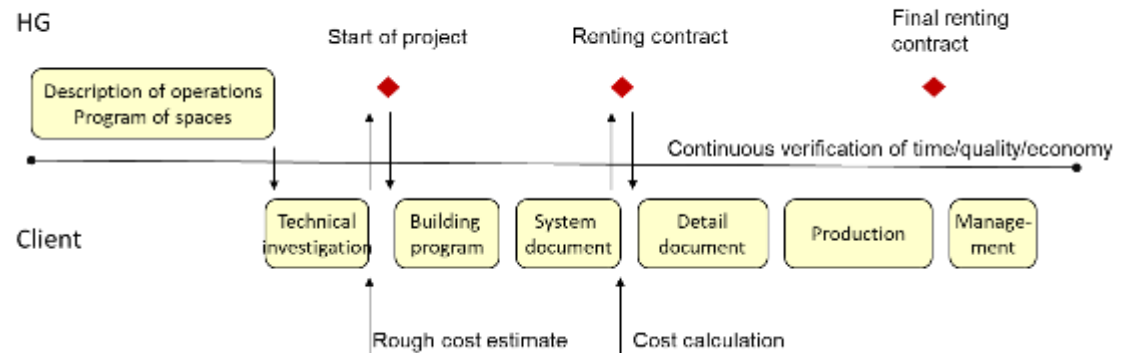 HG
Start of project
Renting contract
Final renting
contract
Description of operations
Program of spaces
Continuous verification of time/quality/economy
Client
Technical
investigation
Building
program
System
document
Detail
document
Production
Manage-
ment
Rough cost estimate
Cost calculation